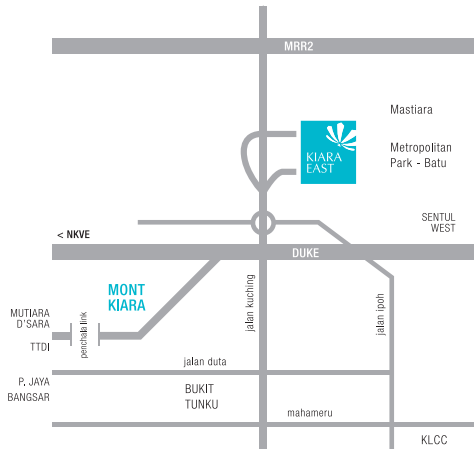 MRR2
Mastiara
KIARA
EAST
Metropolitan
Park - Batu
SENTUL
WEST
< NKVE
DUKE
MONT
KIARA
jalan kuching
jalan ipoh
MUTIARA
D'SARA
penchala link
TTDI
jalan duta
P. JAYA
BANGSAR
BUKIT
TUNKU
mahameru
KLCC